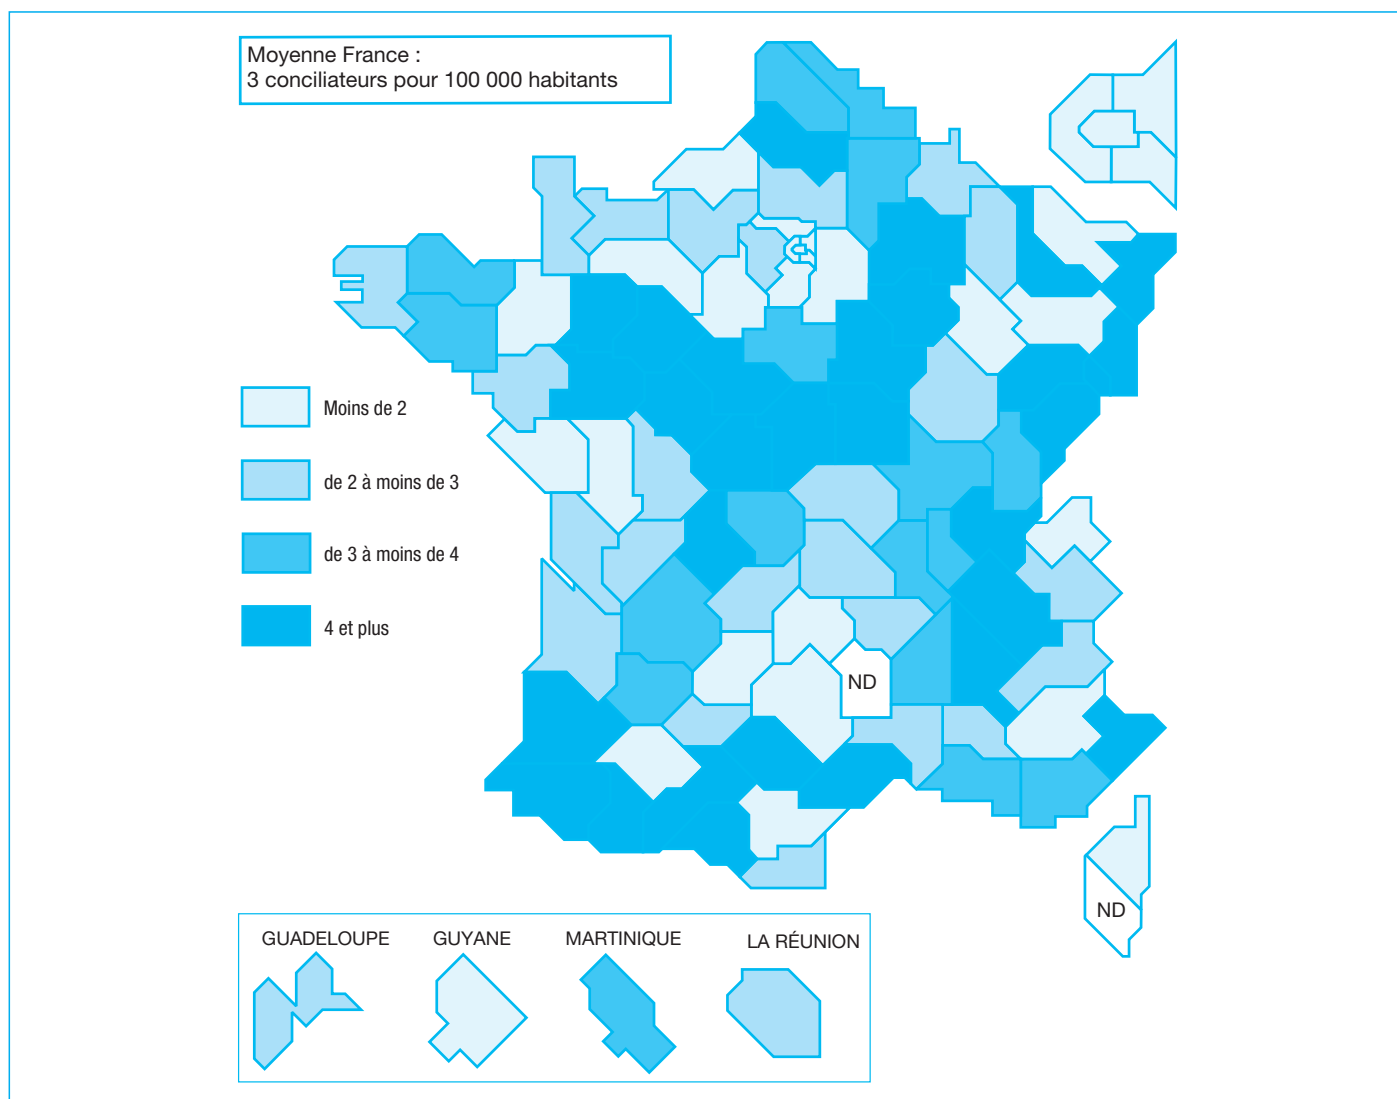 Moyenne France :
3 conciliateurs pour 100 000 habitants
Moins de 2
de 2 à moins de 3
de 3 à moins de 4
4 et plus
ND
ND
GUADELOUPE
GUYANE
MARTINIQUE
LA RÉUNION